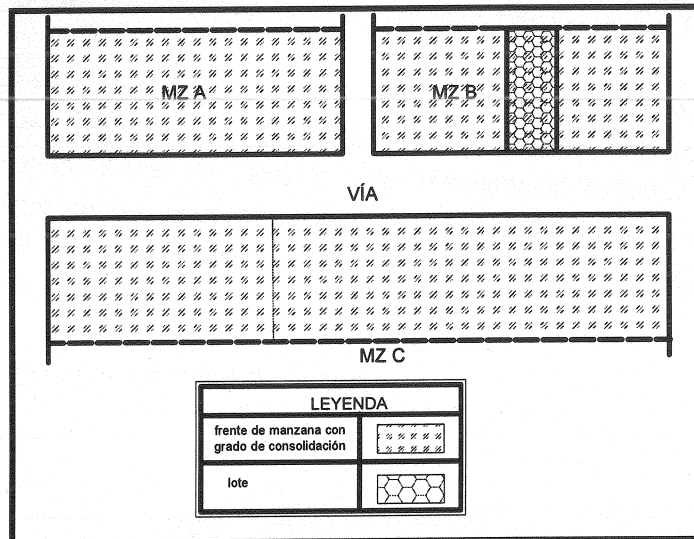 MZ A
MZ B
VÍA
MZ C
LEYENDA
frente de manzana con
grado de consolidación
lote